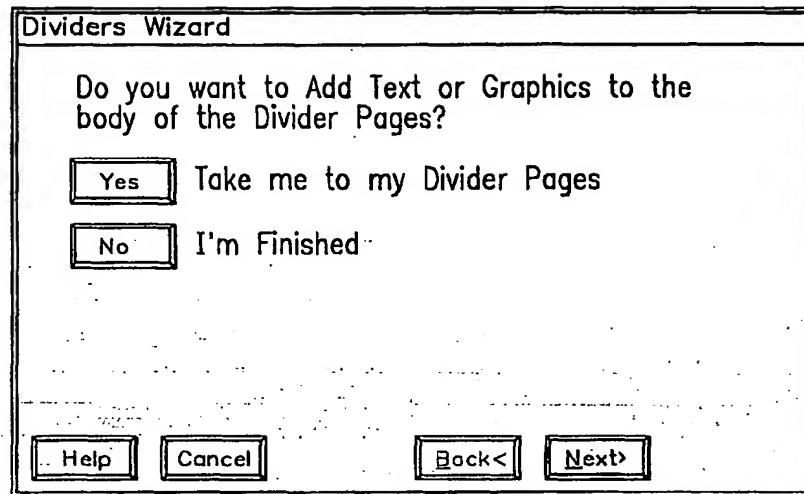 Dividers Wizard
Do you want to Add Text or Graphics to the
body of the Divider Pages?
Yes Take me to my Divider Pages
No I'm Finished
Help Cancel Back< Next>